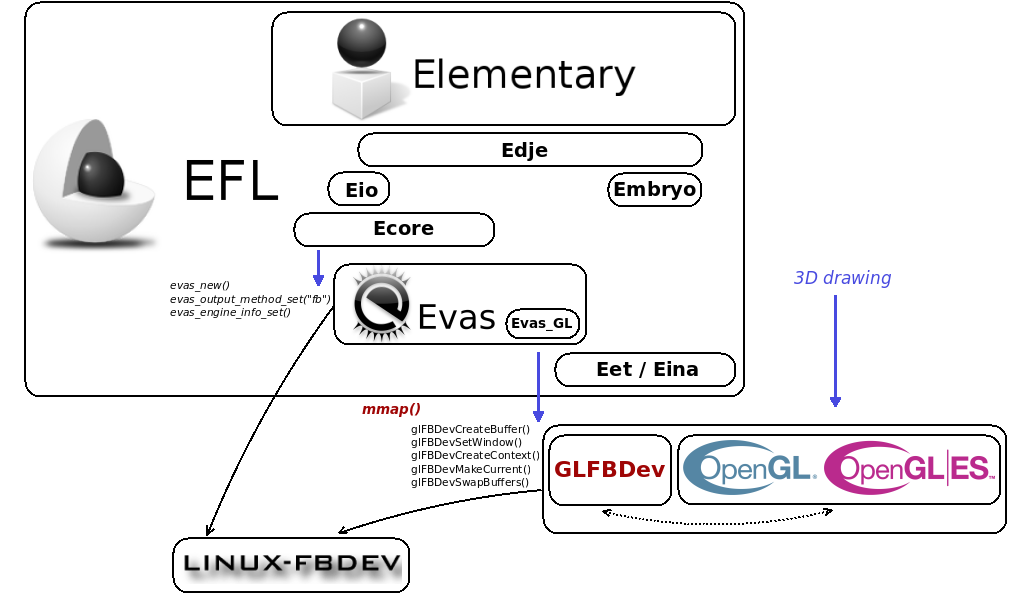 Elementary
Edje
EFL
Eio
Embryo
Ecore
evas_new()
evas_output_method_set("fb")
evas_engine_info_set()
Evas
Evas_GL
3D drawing
Eet / Eina
mmap()
glFBDevCreateBuffer()
glFBDevSetWindow()
glFBDevCreateContext()
glFBDevMakeCurrent()
glFBDevSwapBuffers()
GLFBDev
OpenGL®
OpenGL|ES™
LINUX-FBDEV